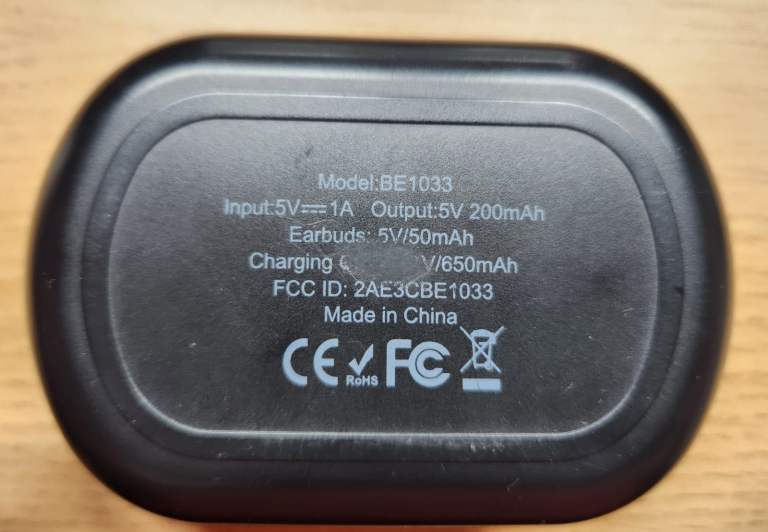 Model:BE1033
Input:5V⎓1A Output:5V 200mAh
Earbuds: 5V/50mAh
Charging V/650mAh
FCC ID: 2AE3CBE1033
Made in China
CE RoHS FC